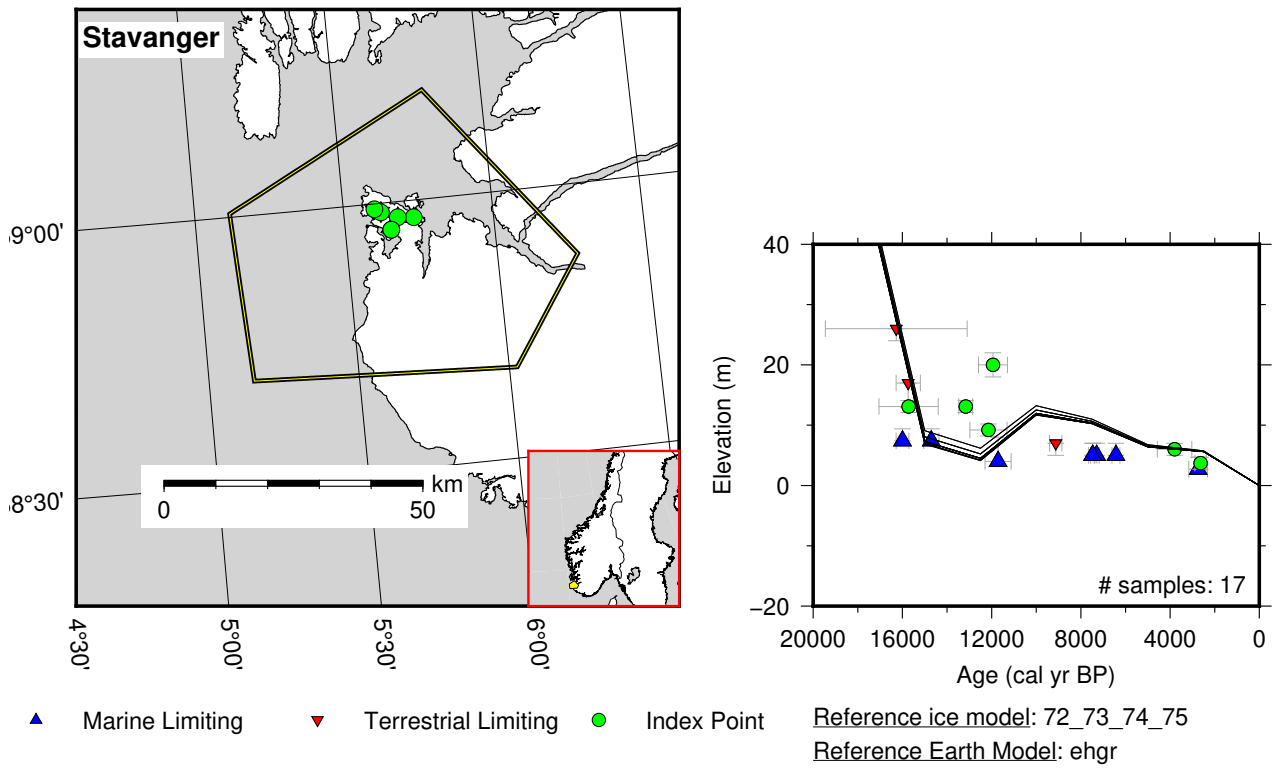 Stavanger
9°00'
8°30'
km
0 50
4°30' 5°00' 5°30' 6°00'
Elevation (m)
40
20
0
−20
# samples: 17
20000 16000 12000 8000 4000 0
Age (cal yr BP)
Marine Limiting Terrestrial Limiting Index Point
Reference ice model: 72_73_74_75
Reference Earth Model: ehgr